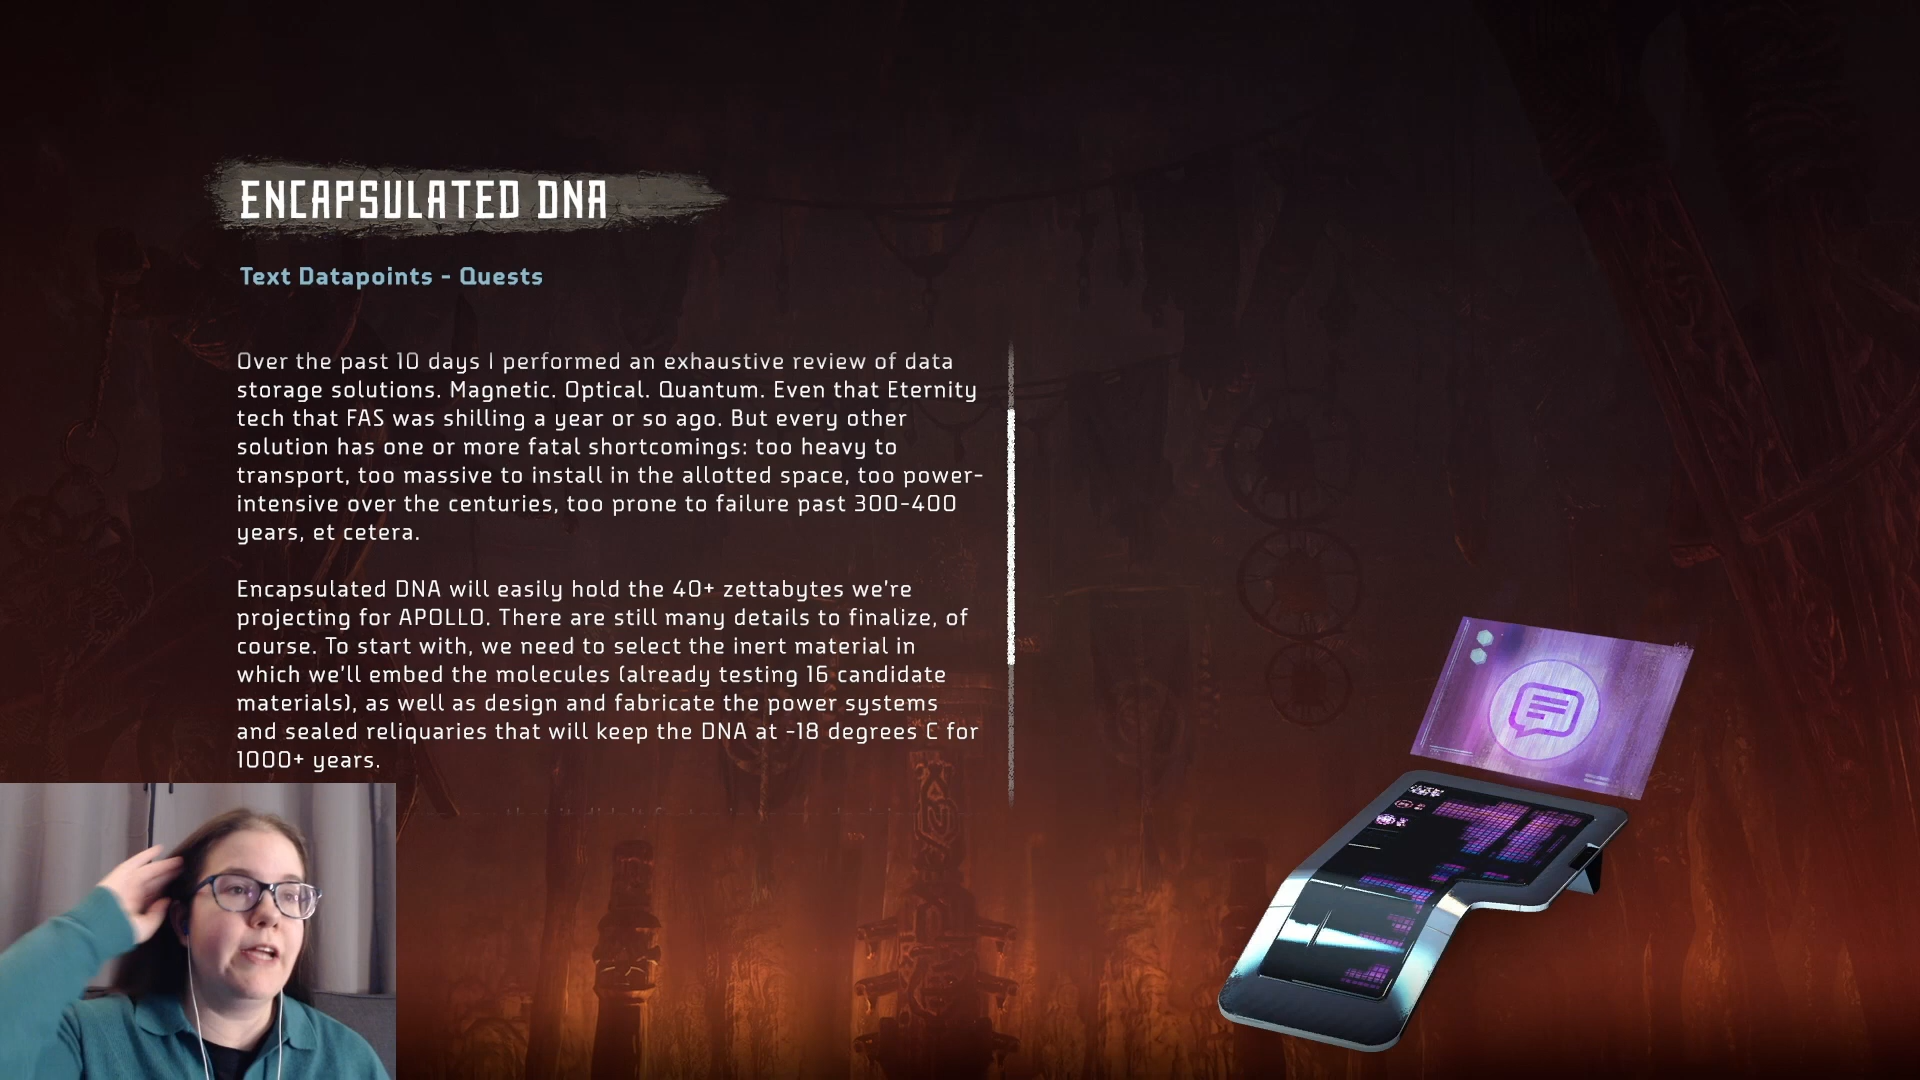 ENCAPSULATED DNA
Text Datapoints - Quests
Over the past 10 days I performed an exhaustive review of data
storage solutions. Magnetic. Optical. Quantum. Even that Eternity
tech that FAS was shilling a year or so ago. But every other
solution has one or more fatal shortcomings: too heavy to
transport, too massive to install in the allotted space, too power-
intensive over the centuries, too prone to failure past 300-400
years, et cetera.
Encapsulated DNA will easily hold the 40+ zettabytes we're
projecting for APOLLO. There are still many details to finalize, of
course. To start with, we need to select the inert material in
which we'll embed the molecules (already testing 16 candidate
materials), as well as design and fabricate the power systems
and sealed reliquaries that will keep the DNA at -18 degrees C for
1000+ years.